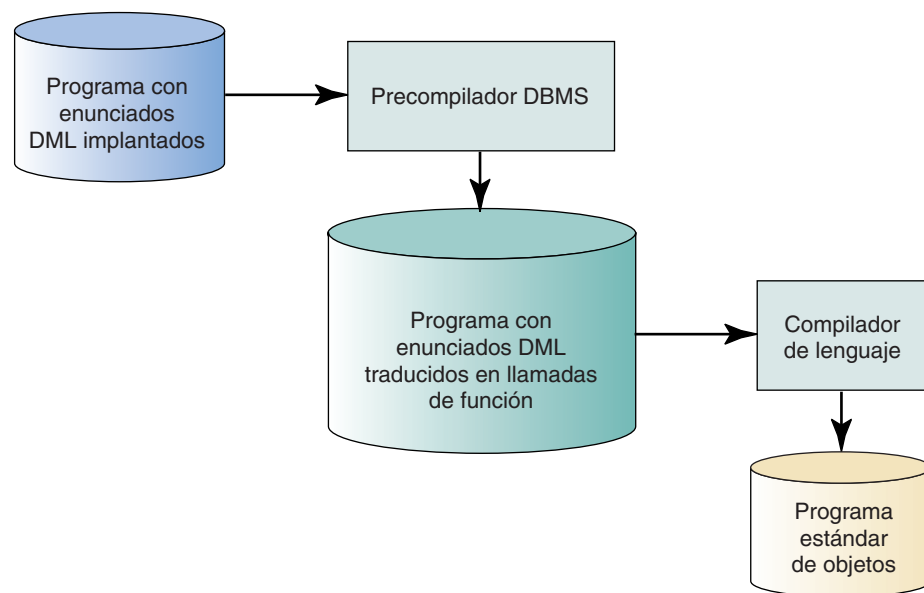 Programa con
enunciados
DML implantados
Precompilador DBMS
Programa con
enunciados DML
traducidos en llamadas
de función
Compilador
de lenguaje
Programa
estándar
de objetos